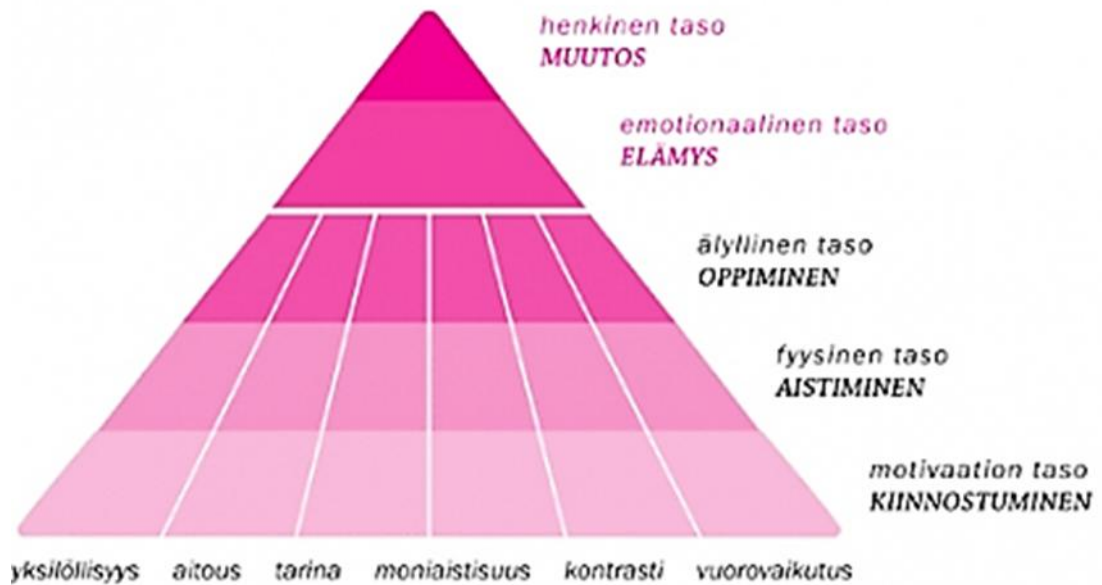 henkinen taso
MUUTOS
emotionaalinen taso
ELÄMYS
älyllinen taso
OPPIMINEN
fyysinen taso
AISTIMINEN
motivaation taso
KIINNOSTUMINEN
yksilöllisyys aitous tarina moniaistisuus kontrasti vuorovaikutus